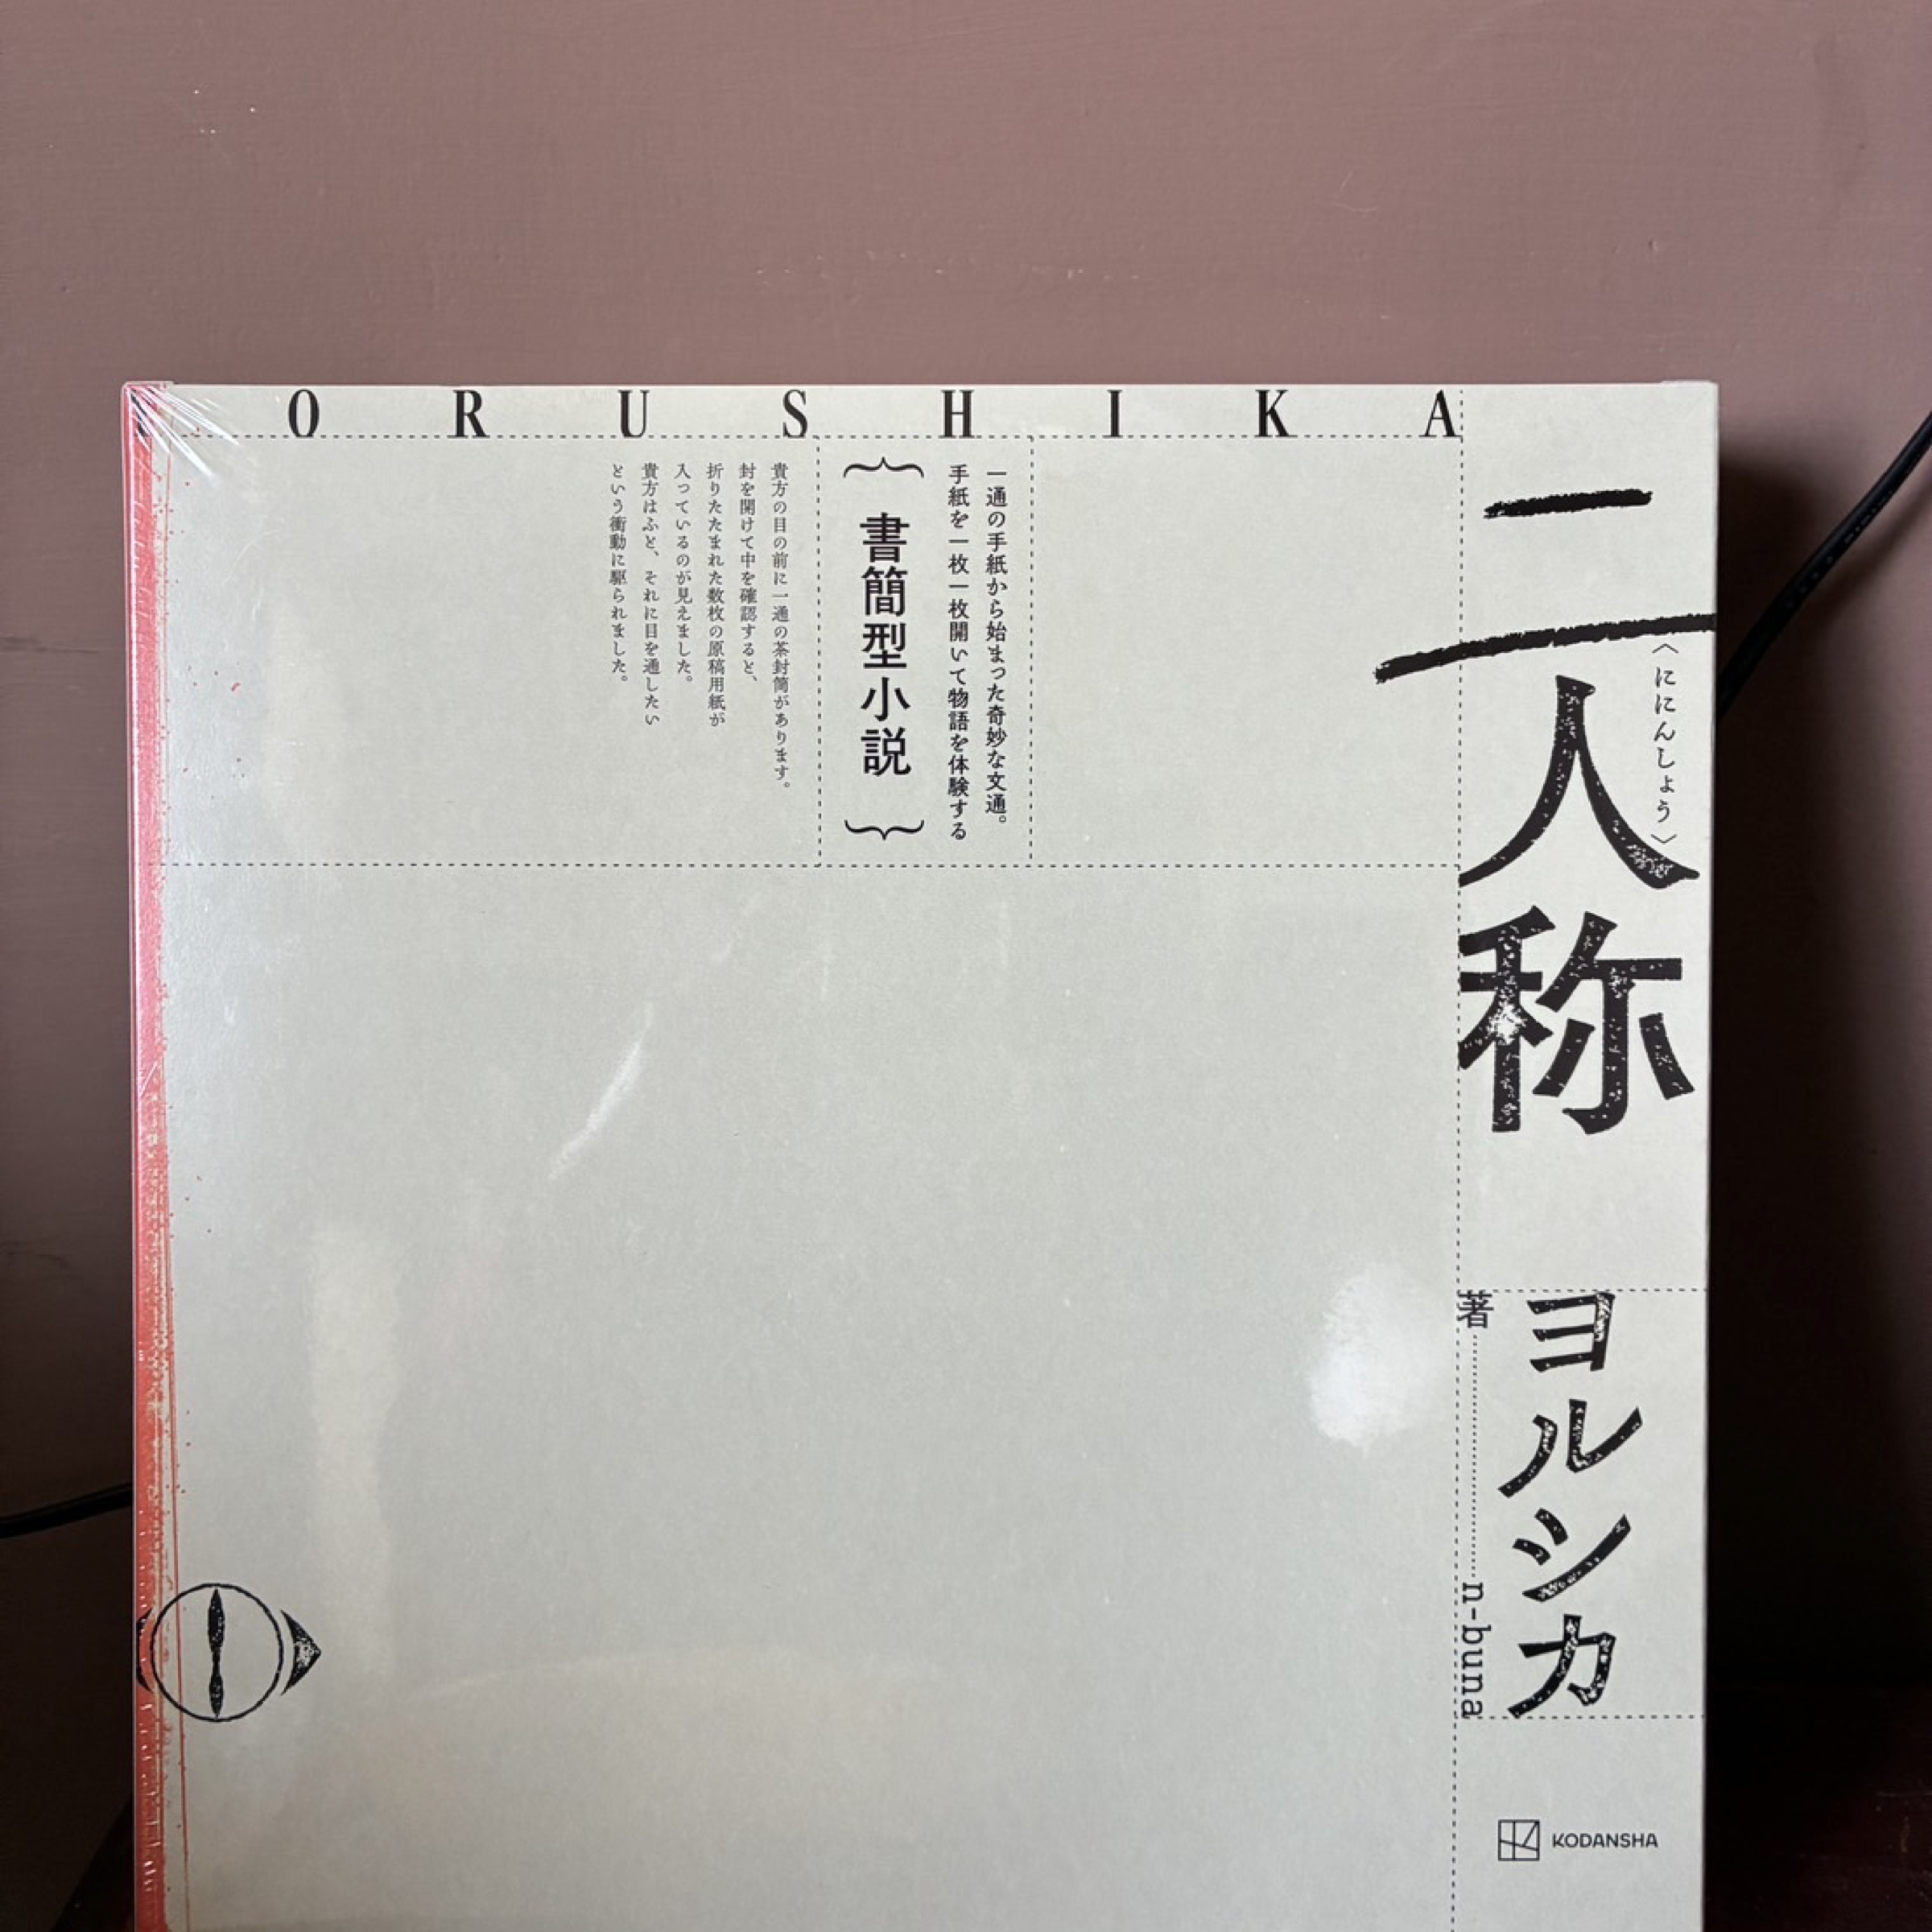 ORUSHIKA
二人称
〈ににんしょう〉
ヨルシカ
著
n-buna
KODANSHA
一通の手紙から始まった奇妙な文通。
手紙を一枚一枚開いて物語を体験する
書簡型小説
貴方の目の前に一通の茶封筒があります。
封を開けて中を確認すると、
折りたたまれた数枚の原稿用紙が
入っているのが見えました。
貴方はふと、それに目を通したい
という衝動に駆られました。